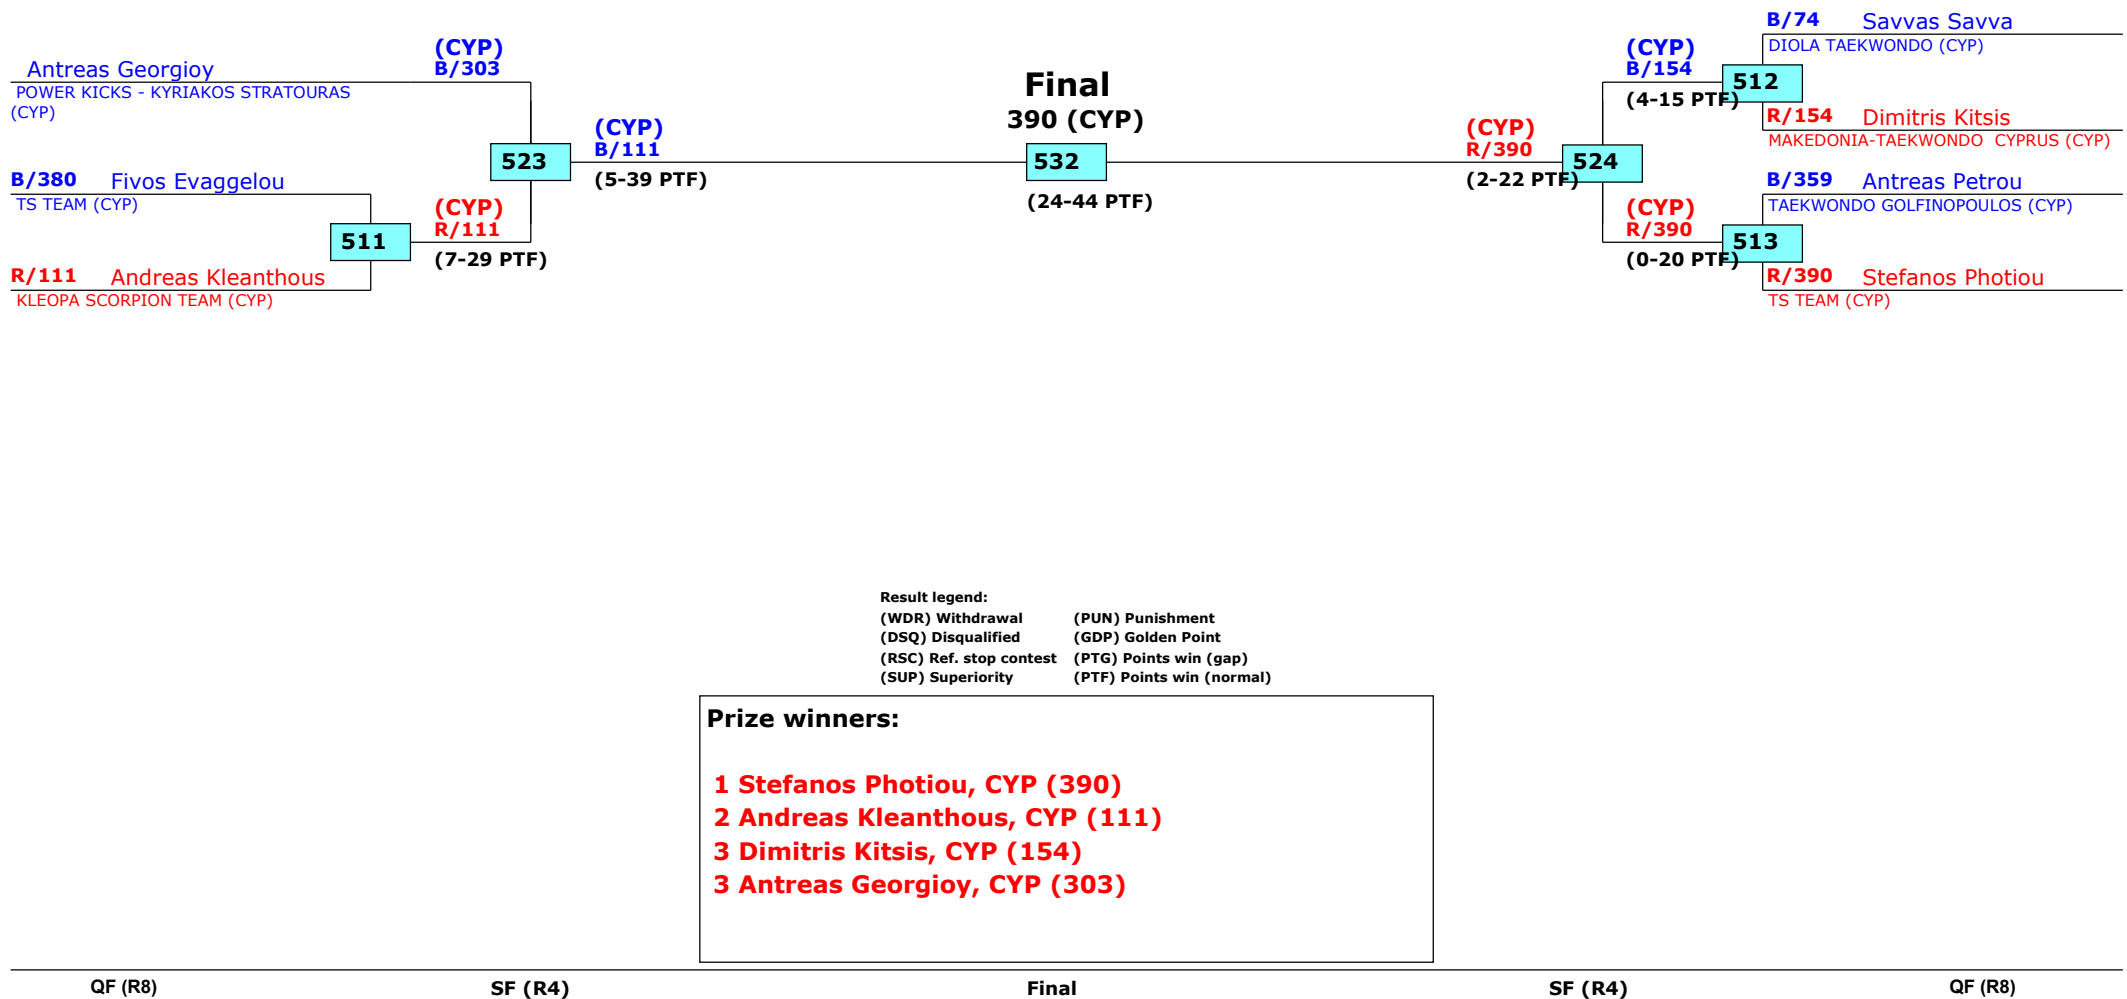 Antreas Georgioy
POWER KICKS - KYRIAKOS STRATOURAS
(CYP)
B/380 Fivos Evaggelou
TS TEAM (CYP)
R/111 Andreas Kleanthous
KLEOPA SCORPION TEAM (CYP)
511
(CYP)
B/303
(CYP)
R/111
(7-29 PTF)
523
(CYP)
B/111
(5-39 PTF)
Final
390 (CYP)
532
(24-44 PTF)
(CYP)
R/390
(2-22 PTF)
524
(CYP)
B/154
(4-15 PTF)
(CYP)
R/390
(0-20 PTF)
512
513
B/74 Savvas Savva
DIOLA TAEKWONDO (CYP)
R/154 Dimitris Kitsis
MAKEDONIA-TAEKWONDO CYPRUS (CYP)
B/359 Antreas Petrou
TAEKWONDO GOLFINOPOULOS (CYP)
R/390 Stefanos Photiou
TS TEAM (CYP)
Result legend:
(WDR) Withdrawal (PUN) Punishment
(DSQ) Disqualified (GDP) Golden Point
(RSC) Ref. stop contest (PTG) Points win (gap)
(SUP) Superiority (PTF) Points win (normal)
Prize winners:
1 Stefanos Photiou, CYP (390)
2 Andreas Kleanthous, CYP (111)
3 Dimitris Kitsis, CYP (154)
3 Antreas Georgioy, CYP (303)
QF (R8) SF (R4) Final SF (R4) QF (R8)